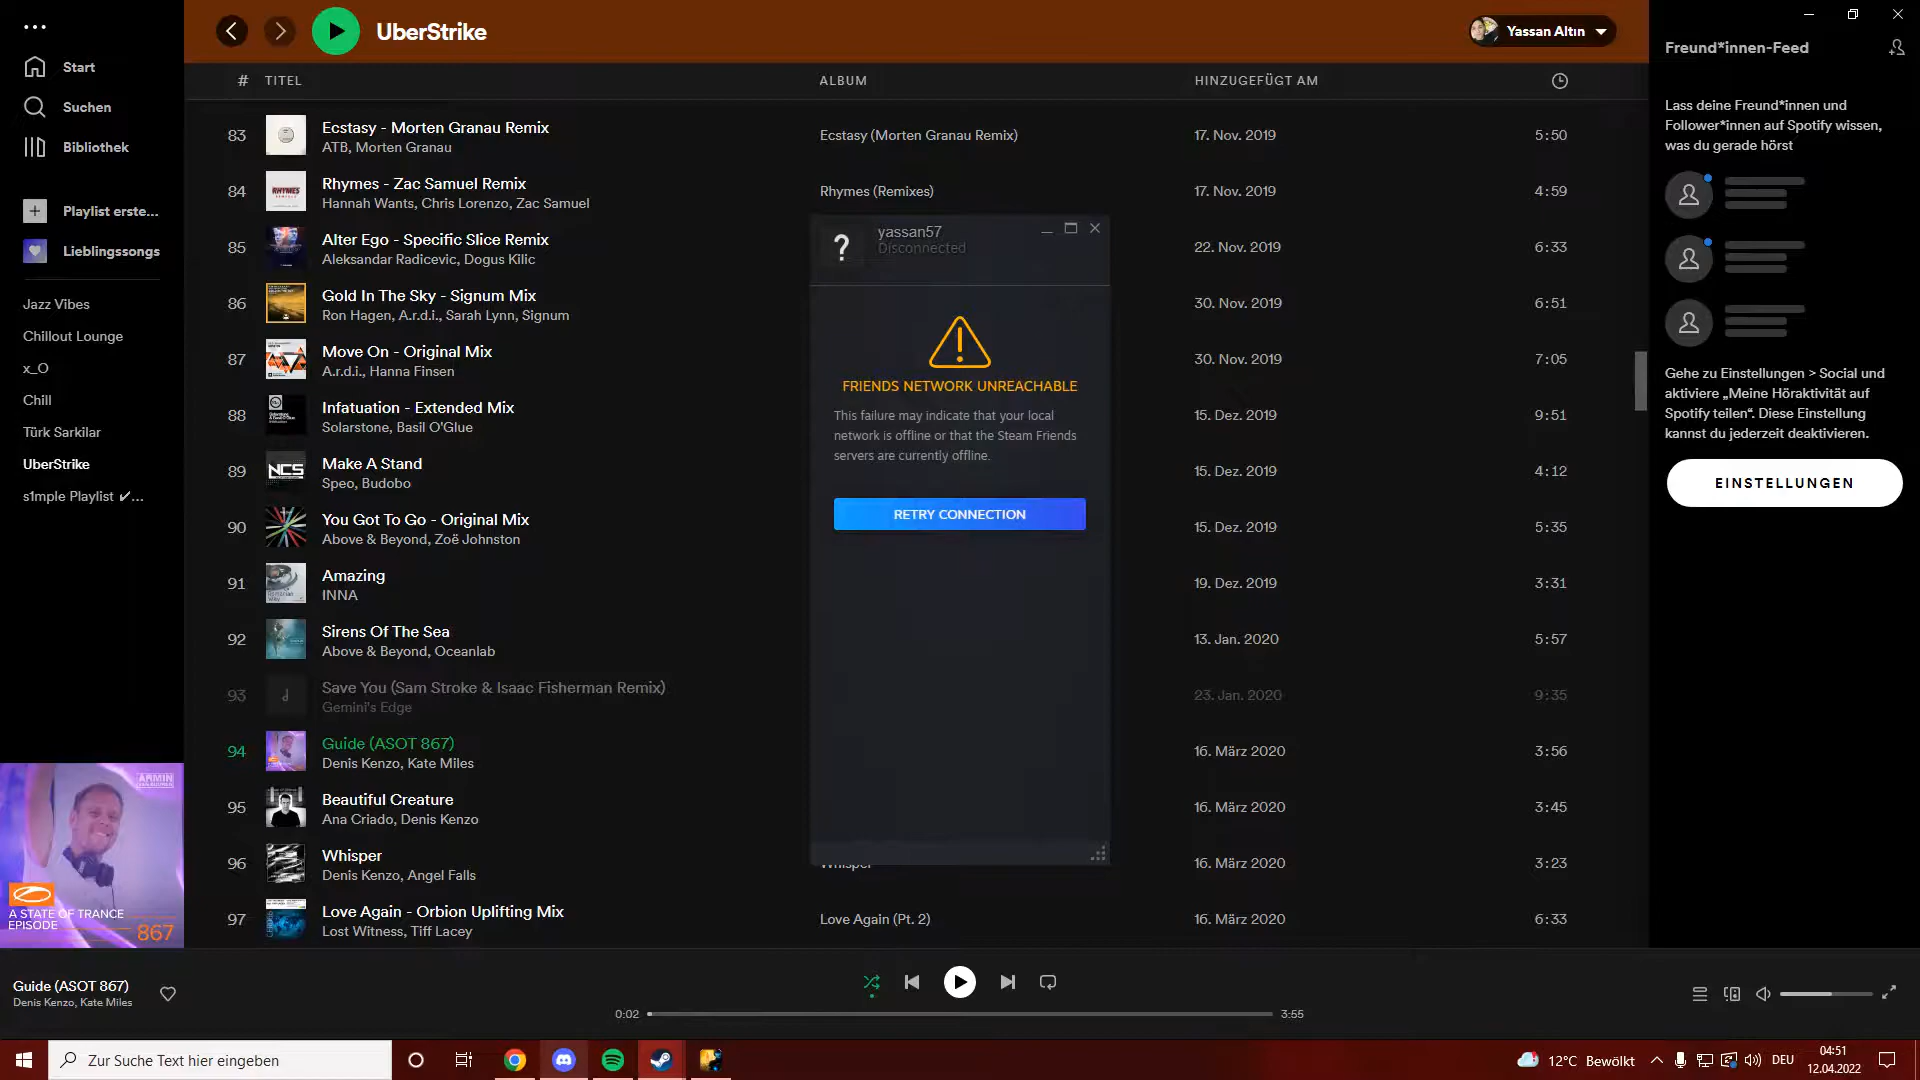 UberStrike
Yassan Altın
Start
Suchen
Bibliothek
Playlist erste...
Lieblingssongs
Jazz Vibes
Chillout Lounge
x_O
Chill
Türk Sarkilar
UberStrike
s1mple Playlist ✔...
# TITEL ALBUM HINZUGEFÜGT AM
83 Ecstasy - Morten Granau Remix Ecstasy (Morten Granau Remix) 17. Nov. 2019 5:50
ATB, Morten Granau
84 Rhymes - Zac Samuel Remix Rhymes (Remixes) 17. Nov. 2019 4:59
Hannah Wants, Chris Lorenzo, Zac Samuel
85 Alter Ego - Specific Slice Remix 22. Nov. 2019 6:33
Aleksandar Radicevic, Dogus Kilic
86 Gold In The Sky - Signum Mix 30. Nov. 2019 6:51
Ron Hagen, A.r.d.i., Sarah Lynn, Signum
87 Move On - Original Mix 30. Nov. 2019 7:05
A.r.d.i., Hanna Finsen
88 Infatuation - Extended Mix 15. Dez. 2019 9:51
Solarstone, Basil O'Glue
89 Make A Stand 15. Dez. 2019 4:12
Speo, Budobo
NCS
90 You Got To Go - Original Mix 15. Dez. 2019 5:35
Above & Beyond, Zoë Johnston
91 Amazing 19. Dez. 2019 3:31
INNA
92 Sirens Of The Sea 13. Jan. 2020 5:57
Above & Beyond, Oceanlab
93 Save You (Sam Stroke & Isaac Fisherman Remix) 23. Jan. 2020 9:35
Gemini's Edge
94 Guide (ASOT 867) 16. März 2020 3:56
Denis Kenzo, Kate Miles
95 Beautiful Creature 16. März 2020 3:45
Ana Criado, Denis Kenzo
96 Whisper Whisper 16. März 2020 3:23
Denis Kenzo, Angel Falls
97 Love Again - Orbion Uplifting Mix Love Again (Pt. 2) 16. März 2020 6:33
Lost Witness, Tiff Lacey
?
yassan57
Disconnected
FRIENDS NETWORK UNREACHABLE
This failure may indicate that your local
network is offline or that the Steam Friends
servers are currently offline.
RETRY CONNECTION
Freund*innen-Feed
Lass deine Freund*innen und
Follower*innen auf Spotify wissen,
was du gerade hörst
Gehe zu Einstellungen > Social und
aktiviere „Meine Höraktivität auf
Spotify teilen“. Diese Einstellung
kannst du jederzeit deaktivieren.
EINSTELLUNGEN
ARMIN
A STATE OF TRANCE
EPISODE
867
Guide (ASOT 867)
Denis Kenzo, Kate Miles
0:02 3:55
Zur Suche Text hier eingeben
12°C Bewölkt
DEU
04:51
12.04.2022